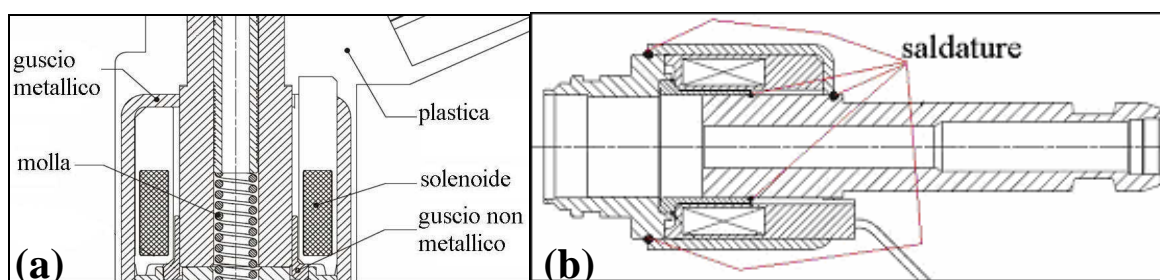 guscio
metallico
molla
(a)
plastica
solenoide
guscio non
metallico
saldature
(b)